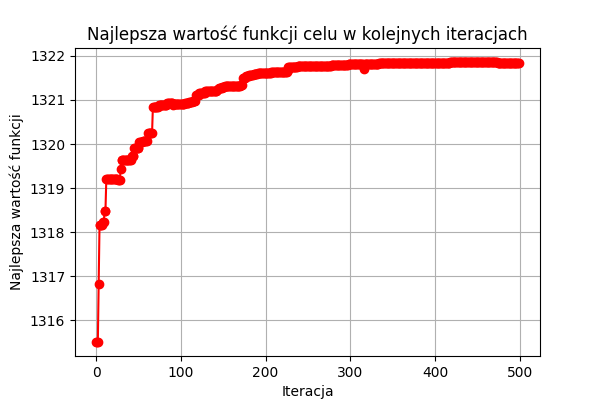 Najlepsza wartość funkcji celu w kolejnych iteracjach
1322
1321
1320
1319
1318
1317
1316
Najlepsza wartość funkcji
0 100 200 300 400 500
Iteracja